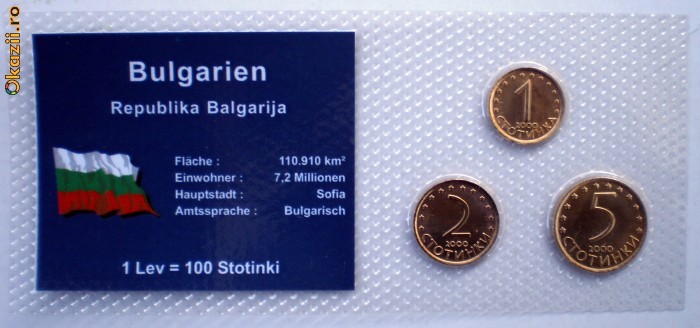 Okazii.ro
Bulgarien
Republika Balgarija
Fläche : 110.910 km²
Einwohner : 7,2 Millionen
Hauptstadt : Sofia
Amtssprache : Bulgarisch
1 Lev = 100 Stotinki
1
2000
СТОТИНКА
2
2000
СТОТИНКИ
5
2000
СТОТИНКИ